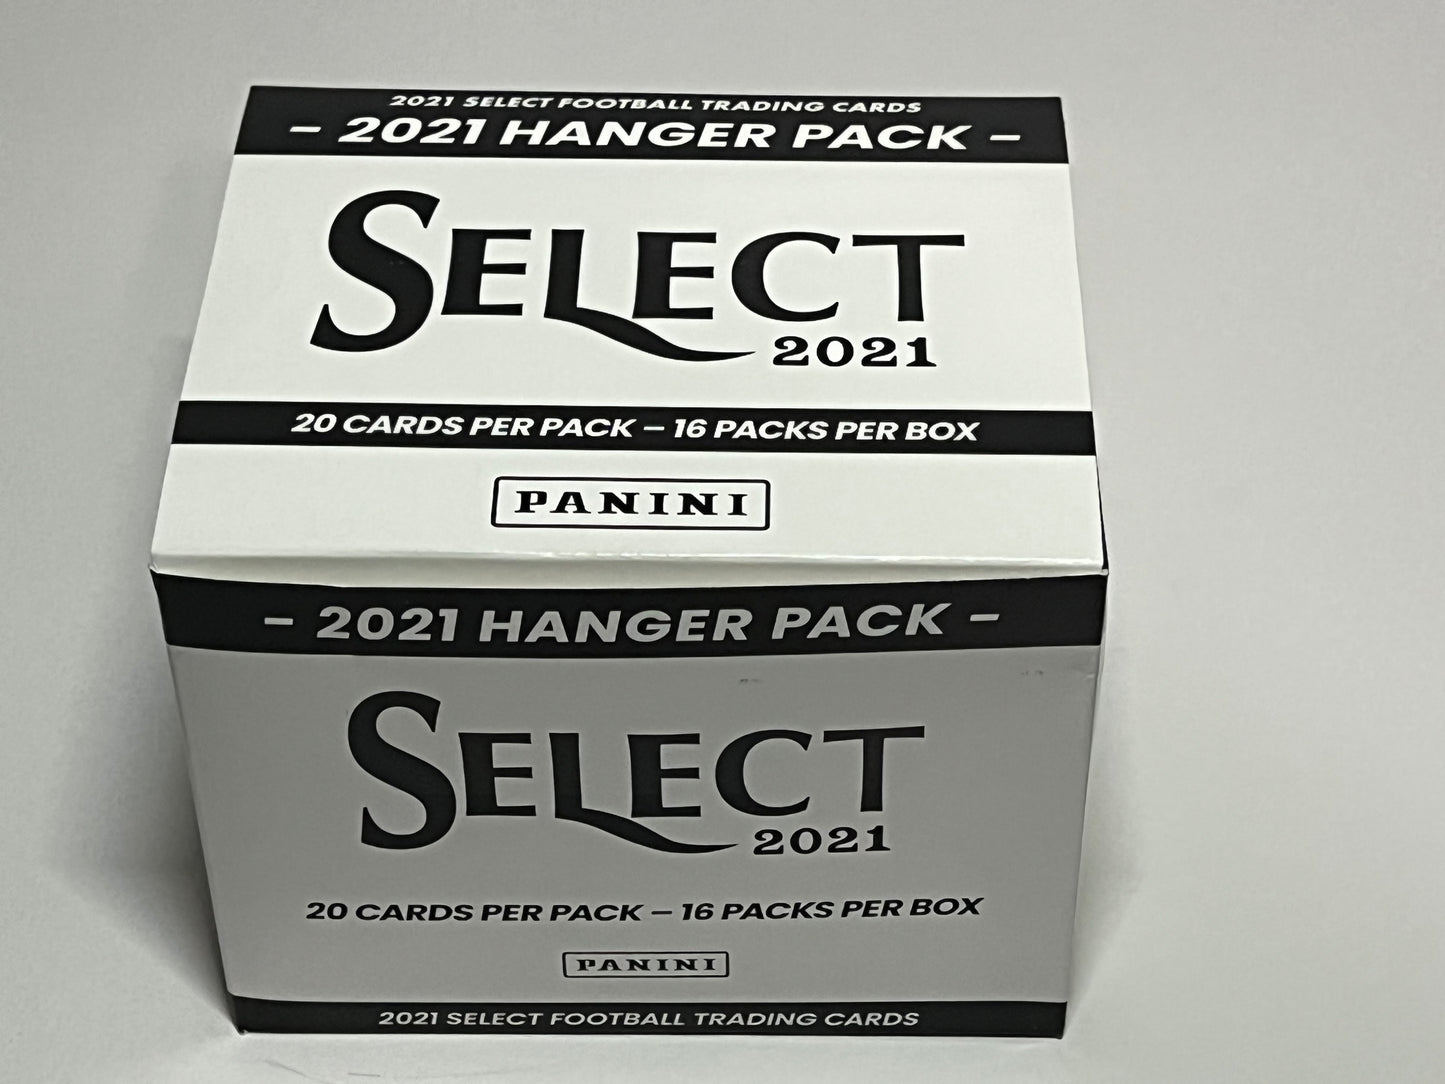 2021 SELECT FOOTBALL TRADING CARDS
– 2021 HANGER PACK –
SELECT
2021
20 CARDS PER PACK – 16 PACKS PER BOX
PANINI
– 2021 HANGER PACK –
SELECT
2021
20 CARDS PER PACK – 16 PACKS PER BOX
PANINI
2021 SELECT FOOTBALL TRADING CARDS